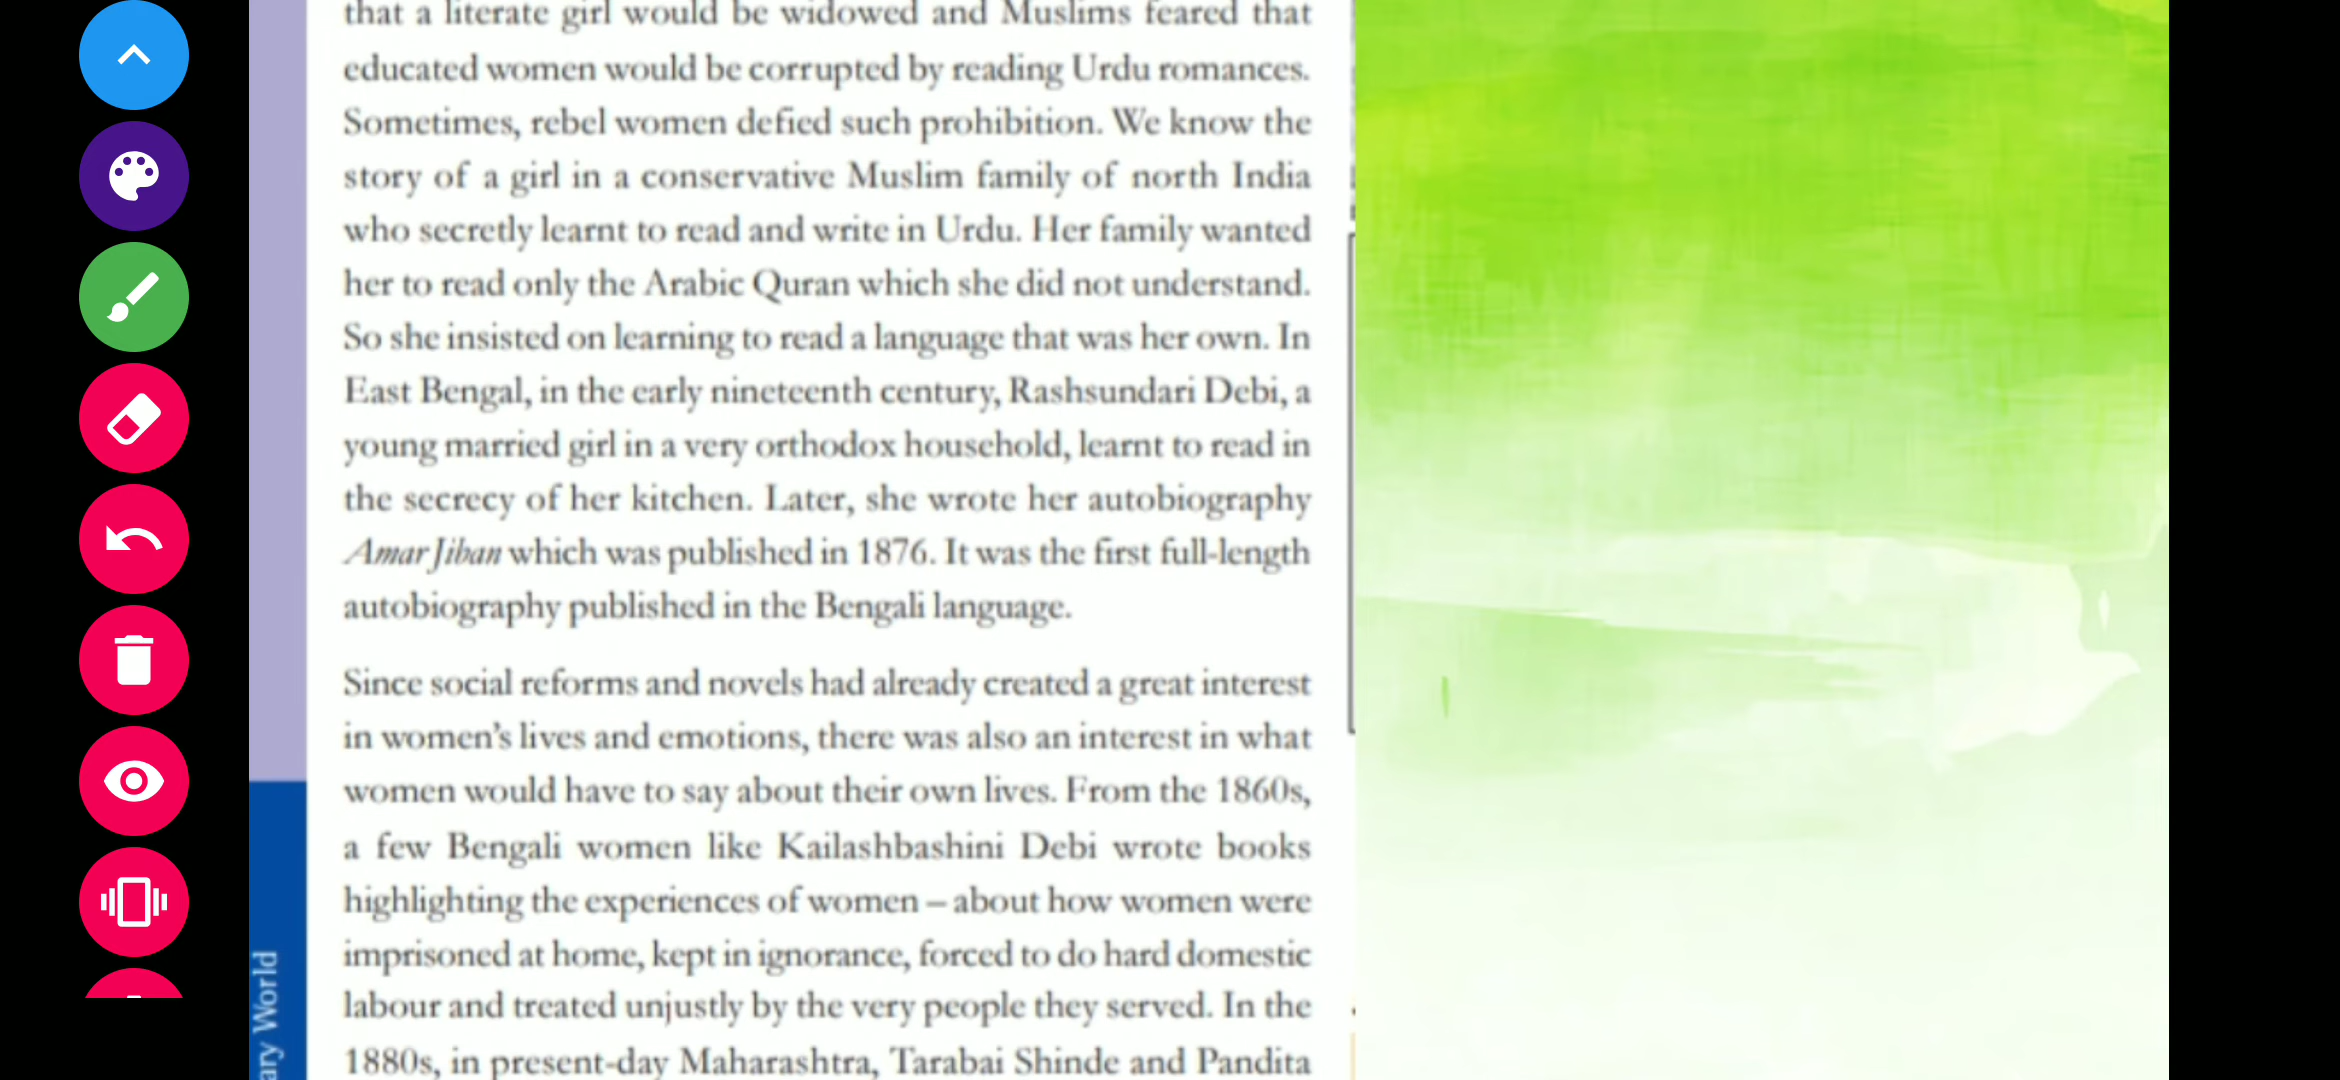 that a literate girl would be widowed and Muslims feared that
educated women would be corrupted by reading Urdu romances.
Sometimes, rebel women defied such prohibition. We know the
story of a girl in a conservative Muslim family of north India
who secretly learnt to read and write in Urdu. Her family wanted
her to read only the Arabic Quran which she did not understand.
So she insisted on learning to read a language that was her own. In
East Bengal, in the early nineteenth century, Rashsundari Debi, a
young married girl in a very orthodox household, learnt to read in
the secrecy of her kitchen. Later, she wrote her autobiography
Amar Jiban which was published in 1876. It was the first full-length
autobiography published in the Bengali language.
Since social reforms and novels had already created a great interest
in women's lives and emotions, there was also an interest in what
women would have to say about their own lives. From the 1860s,
a few Bengali women like Kailashbashini Debi wrote books
highlighting the experiences of women – about how women were
imprisoned at home, kept in ignorance, forced to do hard domestic
labour and treated unjustly by the very people they served. In the
1880s, in present-day Maharashtra, Tarabai Shinde and Pandita
ary World